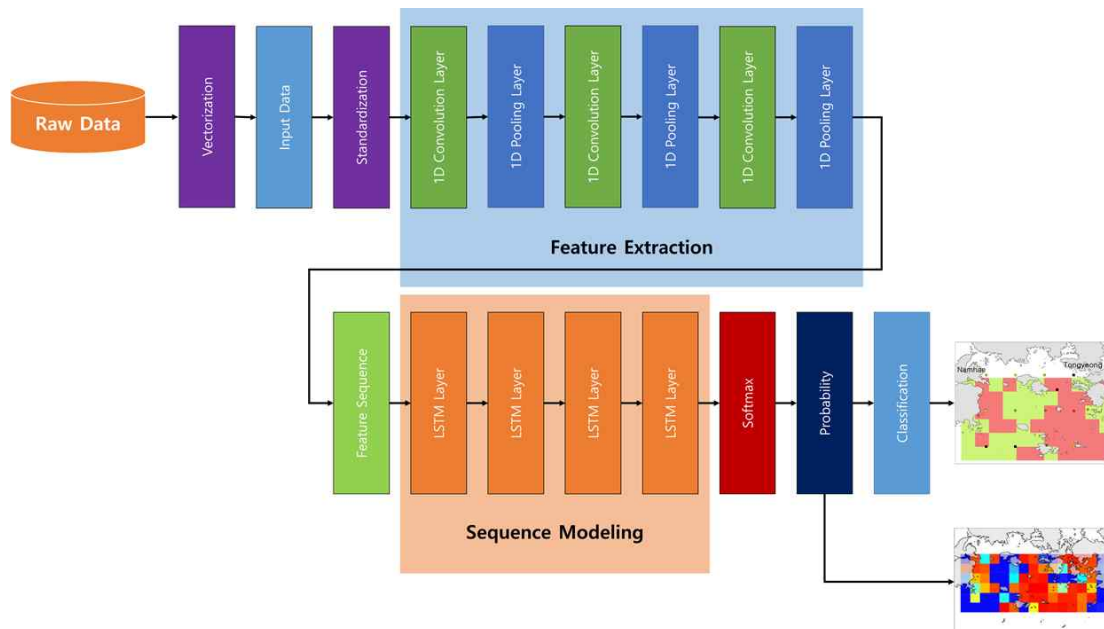 Raw Data
Vectorization
Input Data
Standardization
1D Convolution Layer
1D Pooling Layer
1D Convolution Layer
1D Pooling Layer
1D Convolution Layer
1D Pooling Layer
Feature Extraction
Feature Sequence
LSTM Layer
LSTM Layer
LSTM Layer
LSTM Layer
Sequence Modeling
Softmax
Probability
Classification
Namhae
Tongyeong